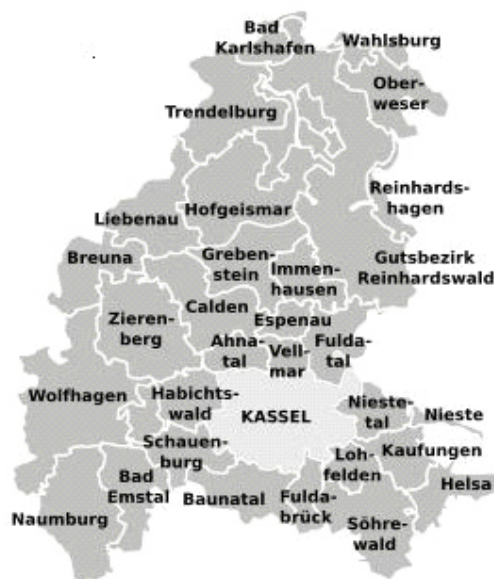 Bad
Karlshafen
Wahlsburg
Ober-
weser
Trendelburg
Reinhards-
hagen
Hofgeismar
Liebenau
Breuna
Greben-
stein
Immen-
hausen
Gutsbezirk
Reinhardswald
Calden
Zieren-
berg
Espenau
Ahna-
tal
Vell-
mar
Fulda-
tal
Wolfhagen
Habichts-
wald
KASSEL
Nieste-
tal
Nieste
Schauen-
burg
Loh-
felden
Kaufungen
Bad
Emstal
Baunatal
Fulda-
brück
Helsa
Naumburg
Söhre-
wald